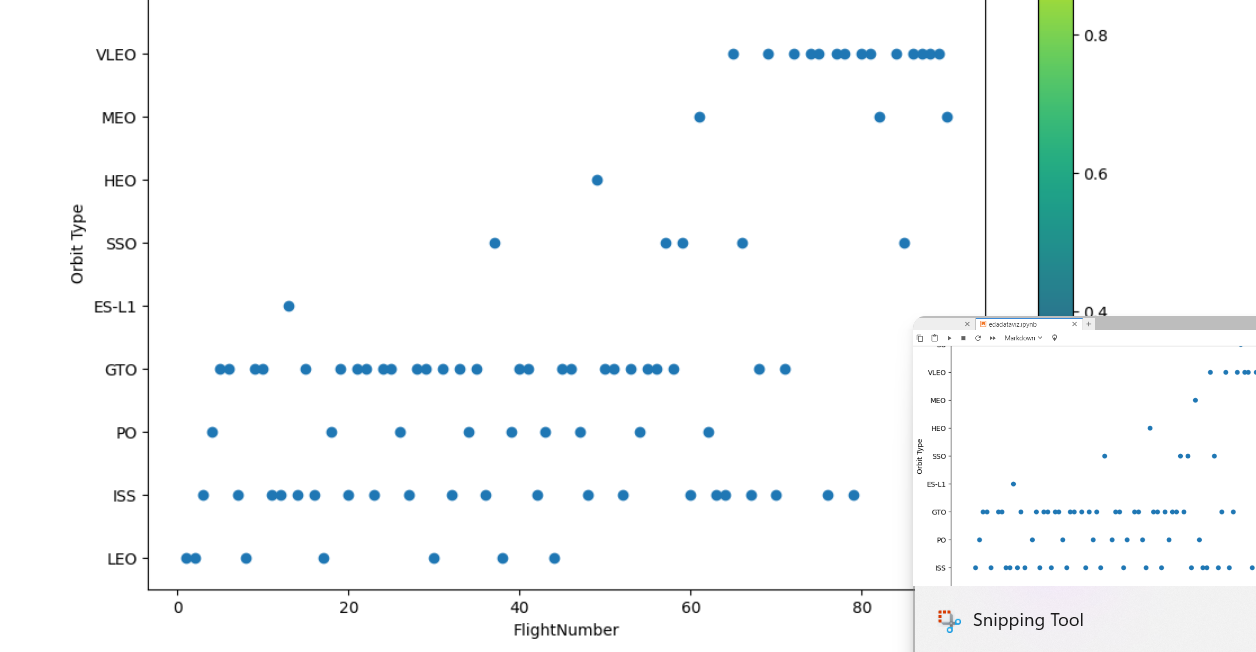 VLEO
MEO
HEO
SSO
ES-L1
GTO
PO
ISS
LEO
Orbit Type
0 20 40 60 80
FlightNumber
0.8
0.6
0.4
edadataviz.ipynb
Markdown
VLEO
MEO
HEO
SSO
ES-L1
GTO
PO
ISS
Orbit Type
Snipping Tool